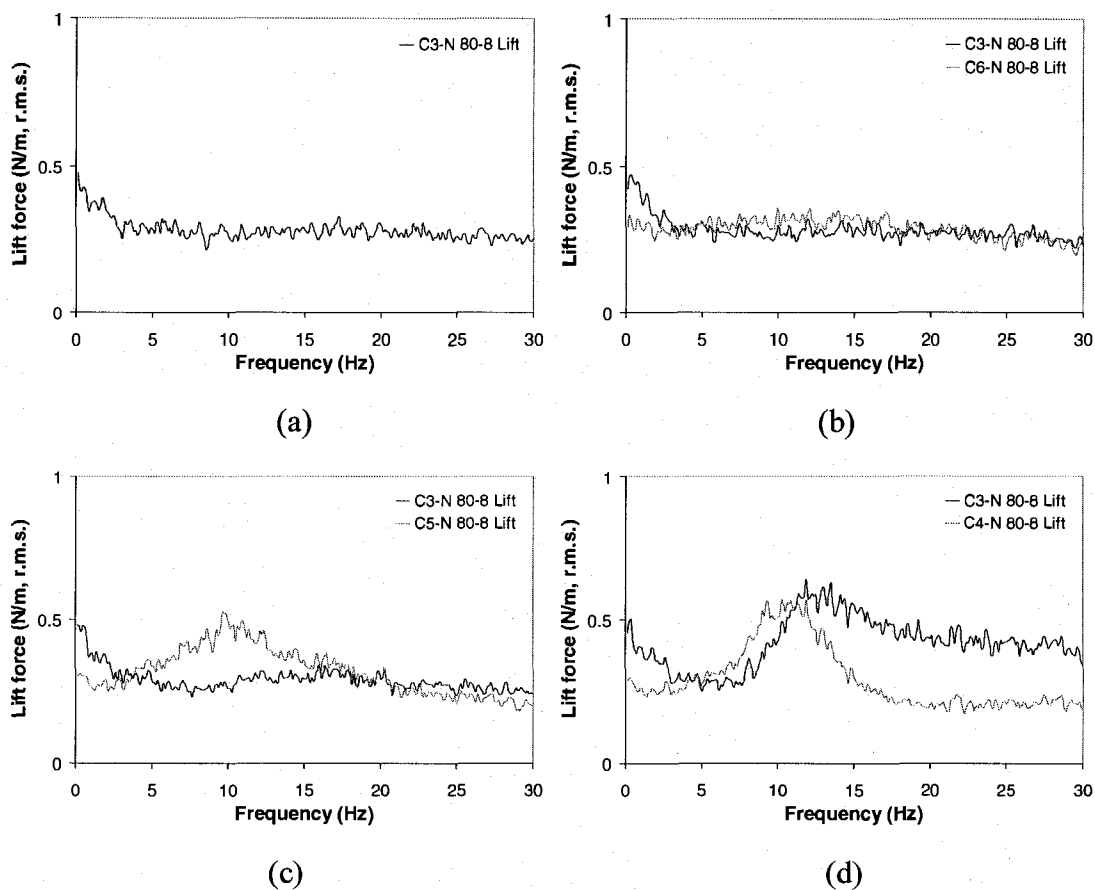 1
C3-N 80-8 Lift
Lift force (N/m, r.m.s.)
0.5
0
0 5 10 15 20 25 30
Frequency (Hz)
(a)
1
C3-N 80-8 Lift
C6-N 80-8 Lift
Lift force (N/m, r.m.s.)
0.5
0
0 5 10 15 20 25 30
Frequency (Hz)
(b)
1
C3-N 80-8 Lift
C5-N 80-8 Lift
Lift force (N/m, r.m.s.)
0.5
0
0 5 10 15 20 25 30
Frequency (Hz)
(c)
1
C3-N 80-8 Lift
C4-N 80-8 Lift
Lift force (N/m, r.m.s.)
0.5
0
0 5 10 15 20 25 30
Frequency (Hz)
(d)